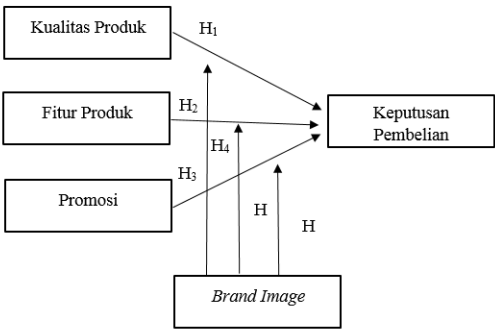 Kualitas Produk
H1
Fitur Produk
H2
Keputusan
Pembelian
H4
H3
Promosi
H
H
Brand Image